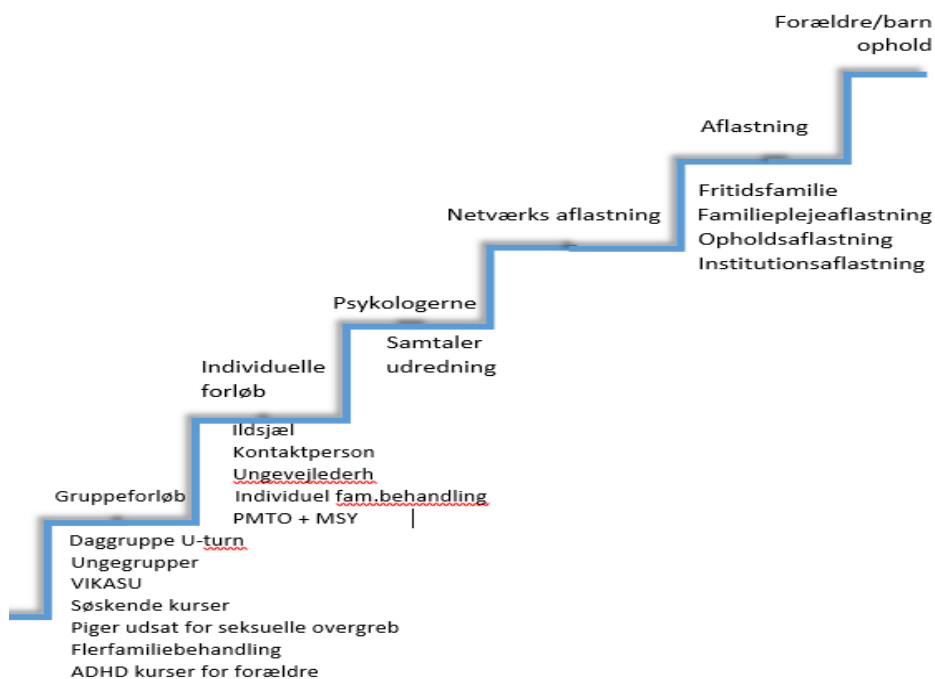 Forældre/barn
ophold
Aflastning
Fritidsfamilie
Familieplejeaflastning
Opholdsaflastning
Institutionsaflastning
Netværks aflastning
Psykologerne
Samtaler
udredning
Individuelle
forløb
Ildsjæl
Kontaktperson
Ungevejlederh
Individuel fam.behandling
PMTO + MSY
Gruppeforløb
Daggruppe U-turn
Ungegrupper
VIKASU
Søskende kurser
Piger udsat for seksuelle overgreb
Flerfamiliebehandling
ADHD kurser for forældre